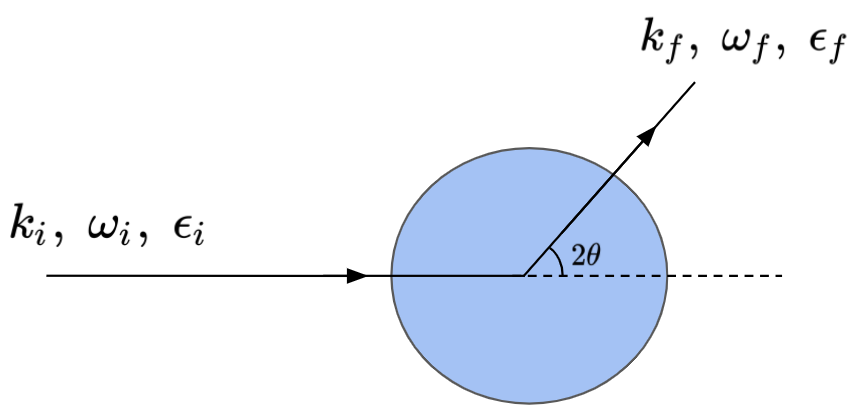 k_f, ω_f, ϵ_f
k_i, ω_i, ϵ_i
2θ